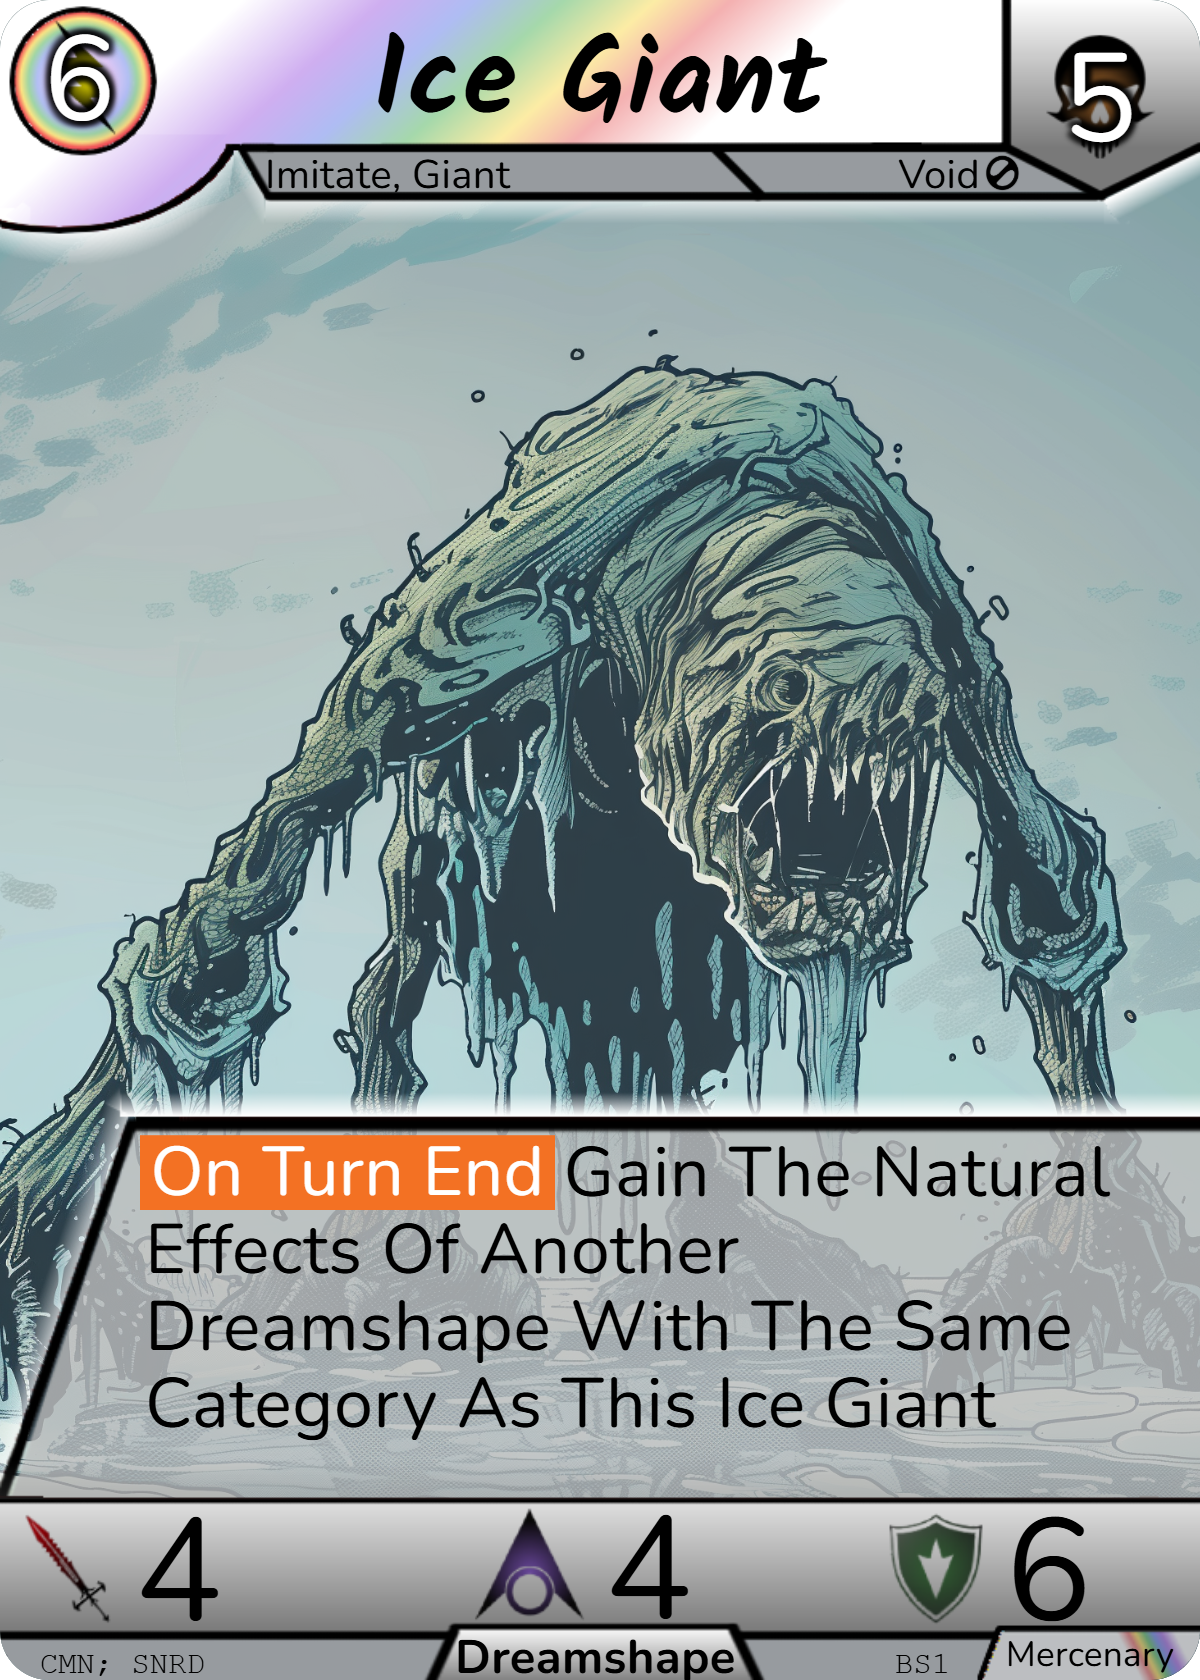 6
Ice Giant
5
Imitate, Giant
Void
On Turn End Gain The Natural
Effects Of Another
Dreamshape With The Same
Category As This Ice Giant
4
4
6
CMN; SNRD
Dreamshape
BS1
Mercenary